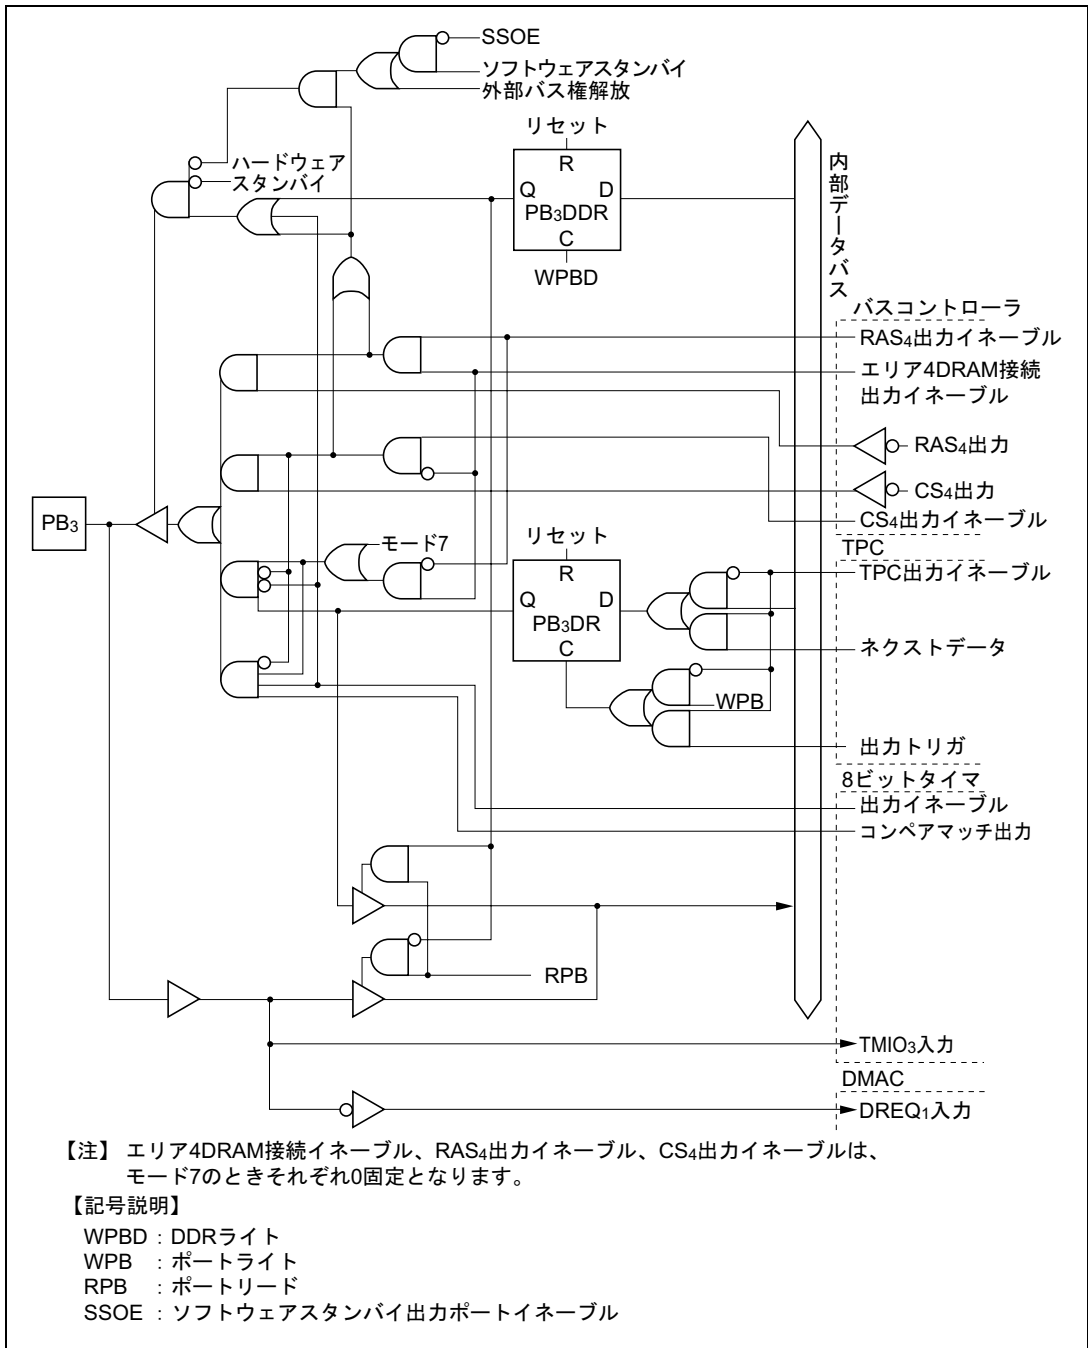 SSOE
ソフトウェアスタンバイ
外部バス権解放
リセット
ハードウェア
スタンバイ
R
Q D
PB3DDR
C
WPBD
内部データバス
バスコントローラ
RAS4出力イネーブル
エリア4DRAM接続
出力イネーブル
RAS4出力
CS4出力
CS4出力イネーブル
PB3
モード7
リセット
R
Q D
PB3DR
C
TPC
TPC出力イネーブル
ネクストデータ
WPB
出力トリガ
8ビットタイマ
出力イネーブル
コンペアマッチ出力
RPB
TMIO3入力
DMAC
DREQ1入力
【注】 エリア4DRAM接続イネーブル、RAS4出力イネーブル、CS4出力イネーブルは、
モード7のときそれぞれ0固定となります。
【記号説明】
WPBD : DDRライト
WPB : ポートライト
RPB : ポートリード
SSOE : ソフトウェアスタンバイ出力ポートイネーブル